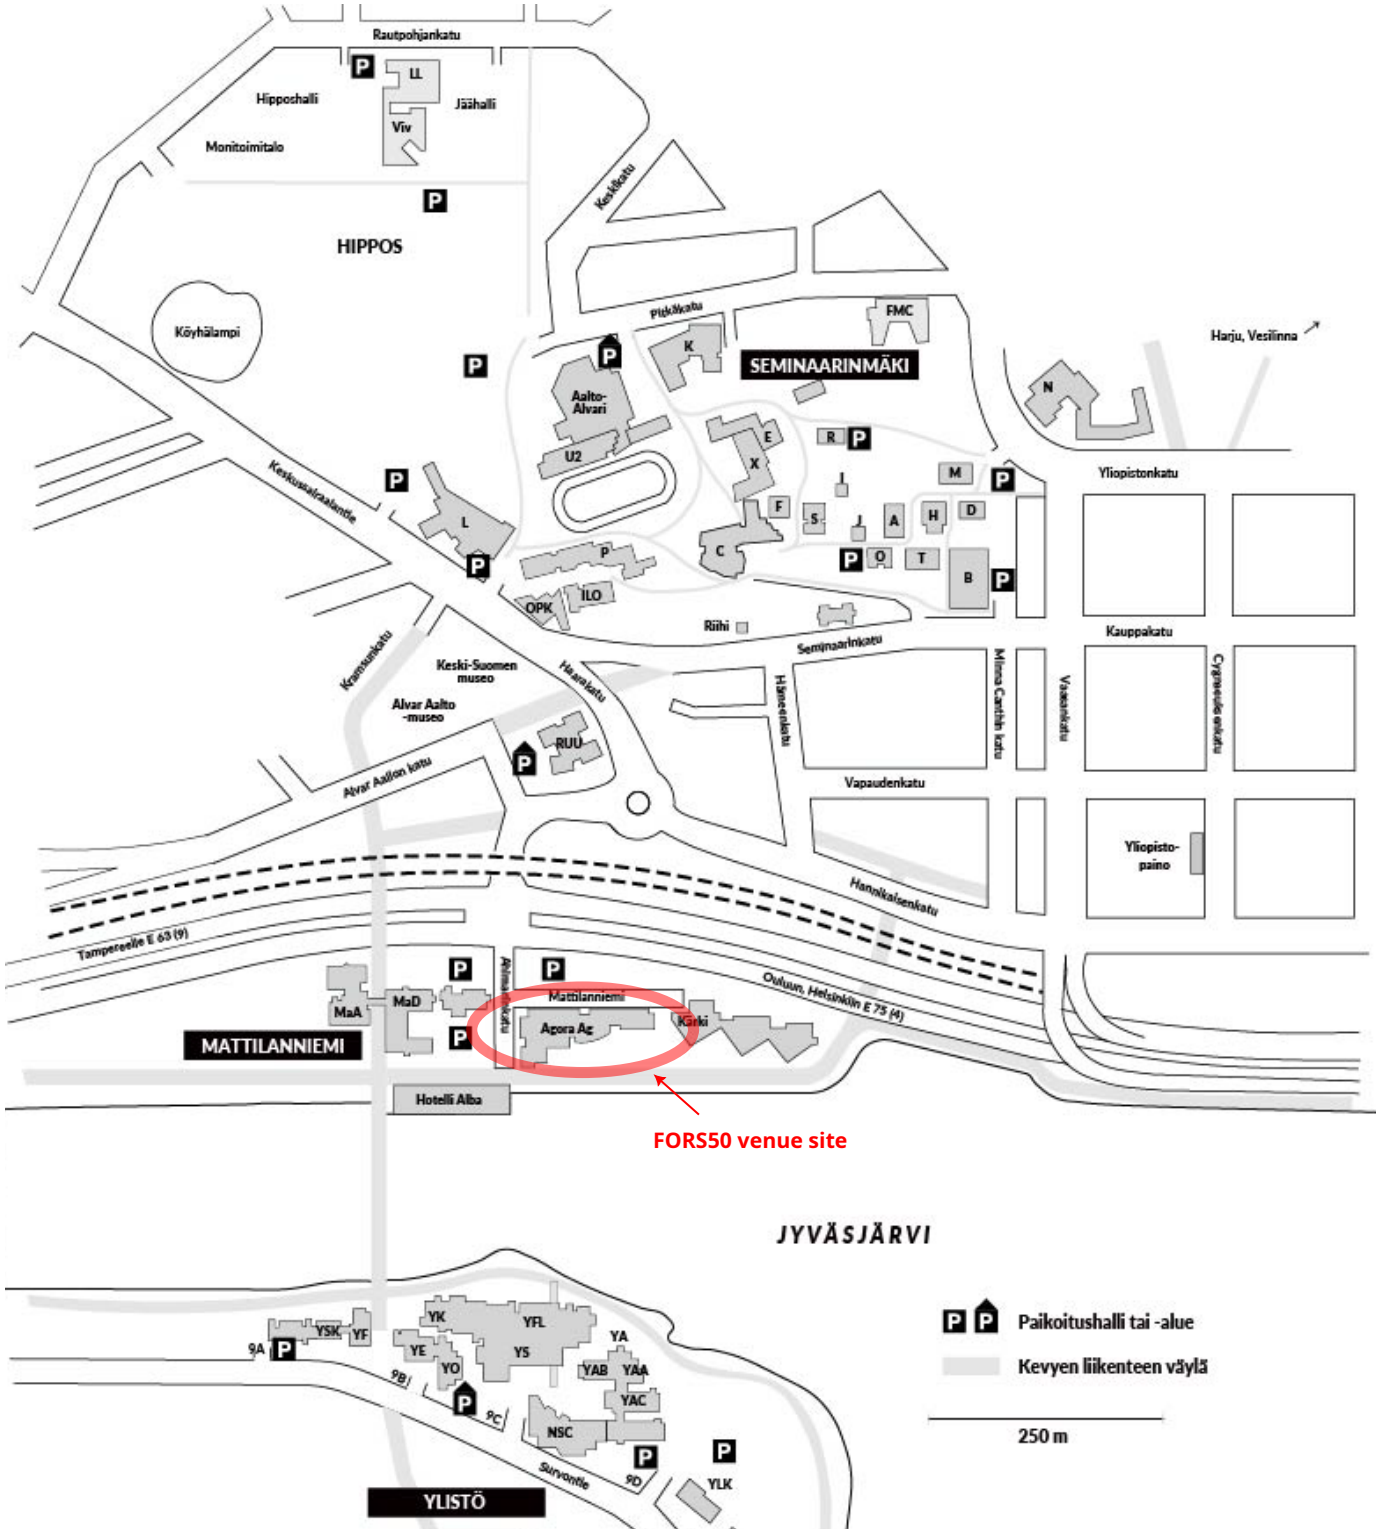 Rautpohjankatu
P
LL
Hipposhalli
Jäähalli
Viv
Monitoimitalo
P
Keskikatu
HIPPOS
Köyhälampi
Pitkäkatu
FMC
Harju, Vesilinna
P
K
P
SEMINAARINMÄKI
N
Aalto-
Alvari
E
R
P
U2
X
M
P
Yliopistonkatu
P
I
Keskussairaalantie
L
F
S
J
A
H
D
P
C
P
O
T
B
P
P
OPK
ILO
Riihi
Seminaarinkatu
Kauppakatu
Kramsunkatu
Keski-Suomen
museo
Haarakatu
Hämeenkatu
Minna Canthin katu
Vaasankatu
Cygnaeuksenkatu
Alvar Aalto
-museo
RUU
P
Alvar Aallon katu
Vapaudenkatu
Yliopisto-
paino
Hannikaisenkatu
Tampereelle E 63 (9)
Ahlmaninkatu
P
P
Mattilanniemi
Ouluun, Helsinkiin E 75 (4)
MaA
MaD
Agora Ag
Kärki
P
MATTILANNIEMI
Hotelli Alba
FORS50 venue site
JYVÄSJÄRVI
YK
YFL
YSK
YF
YE
YS
YA
9A
P
YO
YAB
YAA
9B
P
9C
YAC
NSC
P
P
9D
YLK
Survontie
YLISTÖ
P P Paikoitushalli tai -alue
Kevyen liikenteen väylä
250 m